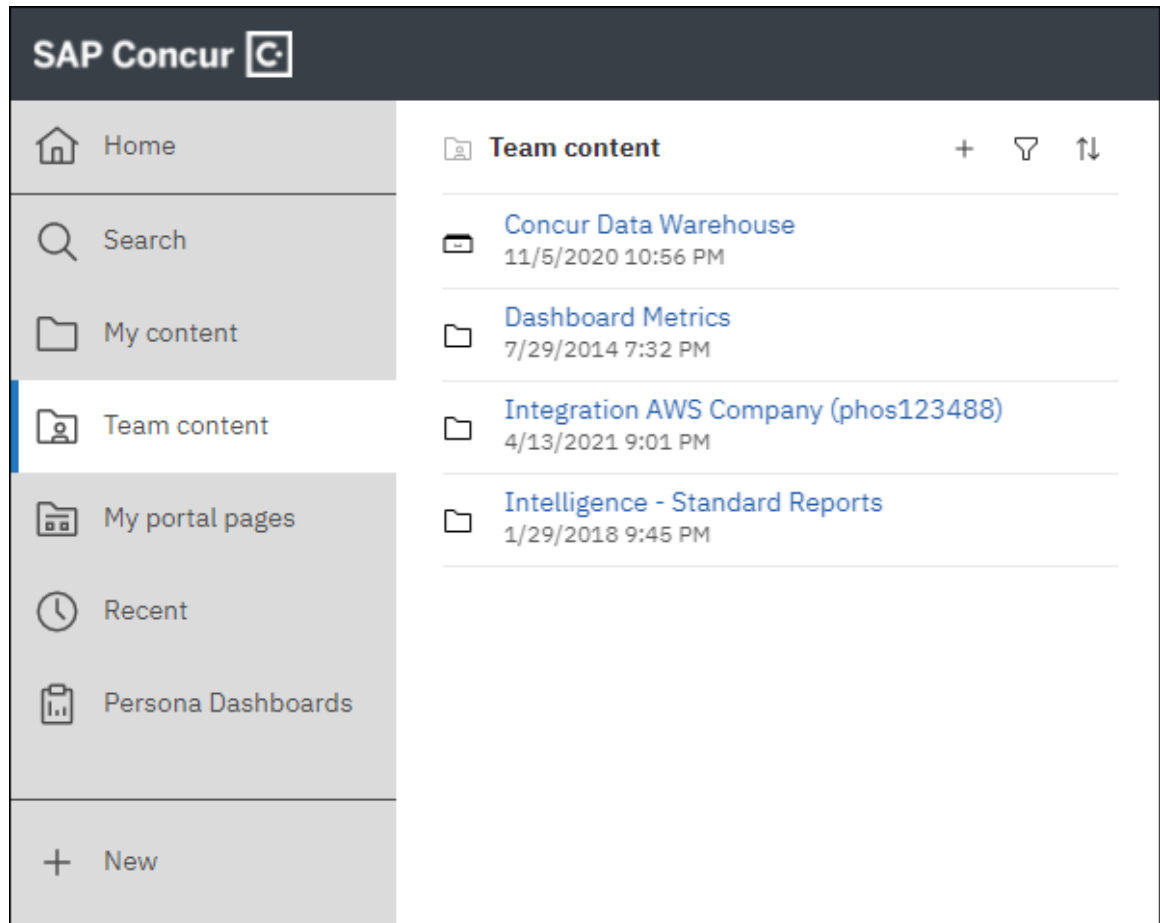 SAP Concur C
Home
Search
My content
Team content
My portal pages
Recent
Persona Dashboards
New
Team content
Concur Data Warehouse
11/5/2020 10:56 PM
Dashboard Metrics
7/29/2014 7:32 PM
Integration AWS Company (phos123488)
4/13/2021 9:01 PM
Intelligence - Standard Reports
1/29/2018 9:45 PM